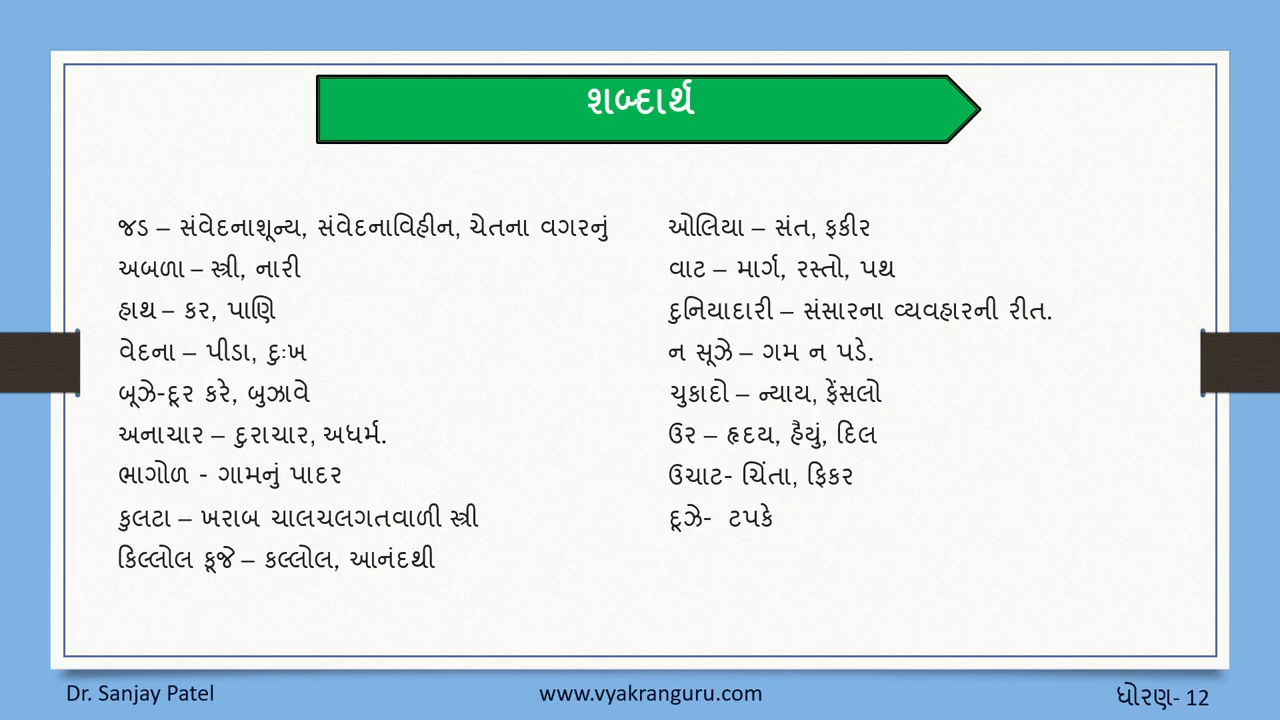 શબ્દાર્થ
જડ – સંવેદનાશૂન્ય, સંવેદનાવિહીન, ચેતના વગરનું
અબળા – સ્ત્રી, નારી
હાથ – કર, પાણિ
વેદના – પીડા, દુઃખ
બૂઝે-દૂર કરે, બુઝાવે
અનાચાર – દુરાચાર, અધર્મ.
ભાગોળ - ગામનું પાદર
કુલટા – ખરાબ ચાલચલગતવાળી સ્ત્રી
કિલ્લોલ કૂજે – કલ્લોલ, આનંદથી
ઓલિયા – સંત, ફકીર
વાટ – માર્ગ, રસ્તો, પથ
દુનિયાદારી – સંસારના વ્યવહારની રીત.
ન સૂઝે – ગમ ન પડે.
ચુકાદો – ન્યાય, ફેંસલો
ઉર – હૃદય, હૈયું, દિલ
ઉચાટ- ચિંતા, ફિકર
દૂઝે- ટપકે
Dr. Sanjay Patel
www.vyakranguru.com
ધોરણ- 12